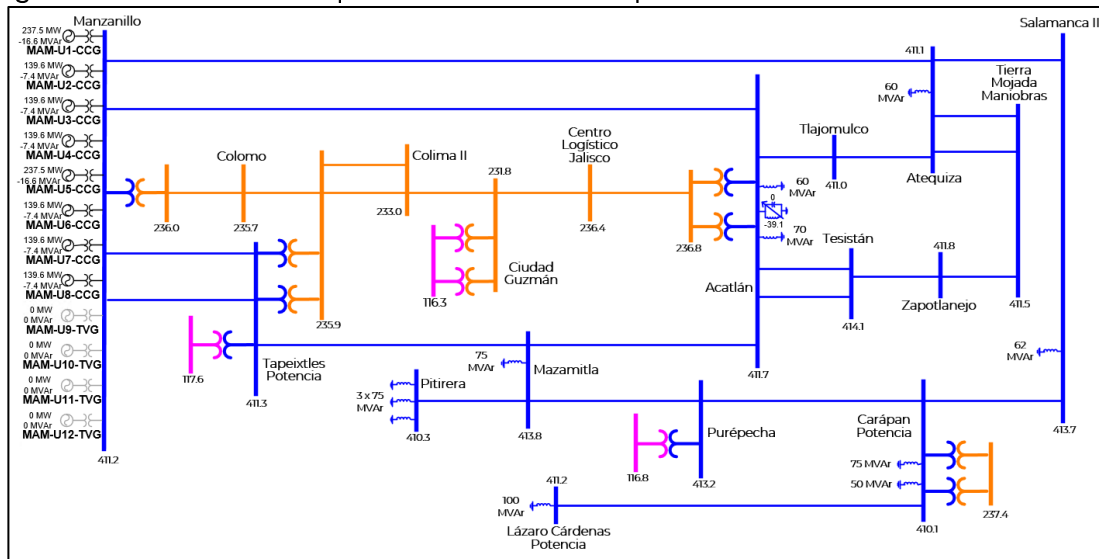 Manzanillo
Salamanca II
237.5 MW
-16.6 MVAr
MAM-U1-CCG
139.6 MW
-7.4 MVAr
MAM-U2-CCG
139.6 MW
-7.4 MVAr
MAM-U3-CCG
139.6 MW
-7.4 MVAr
MAM-U4-CCG
237.5 MW
-16.6 MVAr
MAM-U5-CCG
139.6 MW
-7.4 MVAr
MAM-U6-CCG
139.6 MW
-7.4 MVAr
MAM-U7-CCG
139.6 MW
-7.4 MVAr
MAM-U8-CCG
0 MW
0 MVAr
MAM-U9-TVG
0 MW
0 MVAr
MAM-U10-TVG
0 MW
0 MVAr
MAM-U11-TVG
0 MW
0 MVAr
MAM-U12-TVG
411.2
236.0
Colomo
235.7
Colima II
233.0
235.9
231.8
Ciudad
Guzmán
116.3
Centro
Logístico
Jalisco
236.4
236.8
60
MVAr
0
-39.1
70
MVAr
Acatlán
411.7
Tlajomulco
411.0
411.1
60
MVAr
Atequiza
Tierra
Mojada
Maniobras
411.5
Tesistán
414.1
411.8
Zapotlanejo
117.6
Tapeixtles
Potencia
411.3
75
MVAr
Mazamitla
413.8
Pitirera
3 x 75
MVAr
410.3
Purépecha
116.8
413.2
Carápan
Potencia
75 MVAr
50 MVAr
410.1
237.4
62
MVAr
413.7
411.2
100
MVAr
Lázaro Cárdenas
Potencia